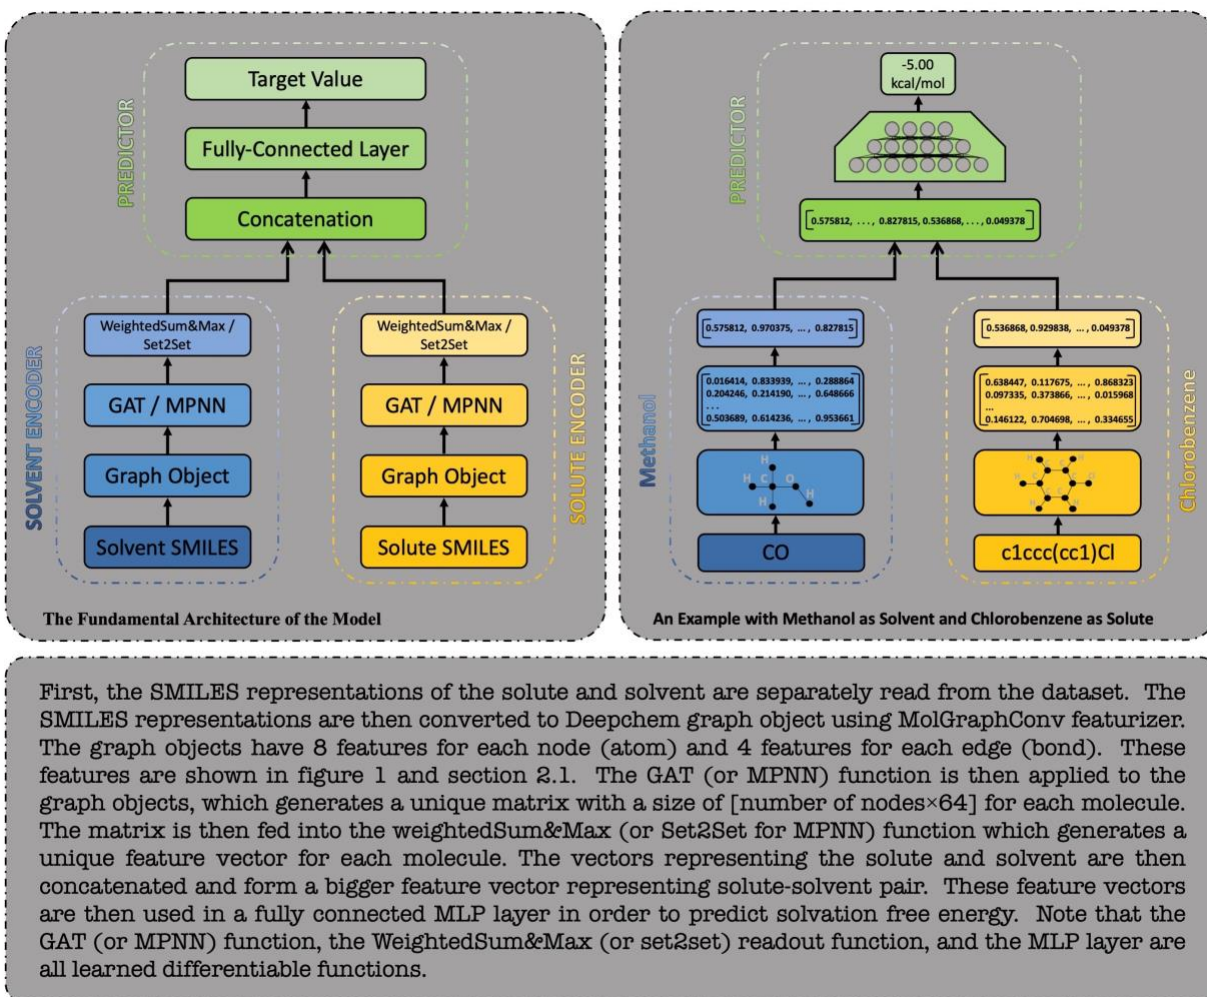 Target Value
PREDICTOR
Fully-Connected Layer
Concatenation
WeightedSum&Max /
Set2Set
GAT / MPNN
Graph Object
Solvent SMILES
SOLVENT ENCODER
WeightedSum&Max /
Set2Set
GAT / MPNN
Graph Object
Solute SMILES
SOLUTE ENCODER
The Fundamental Architecture of the Model
-5.00
kcal/mol
PREDICTOR
0.575812, . . . , 0.827815, 0.536868, . . . , 0.049378
0.575812, 0.970375, ... , 0.827815
0.016414, 0.833939, ... , 0.288864
0.204246, 0.214190, ... , 0.648666
...
0.503689, 0.614236, ... , 0.953661
H
H C O
H H
CO
Methanol
0.536868, 0.929838, ... , 0.049378
0.638447, 0.117675, ... , 0.868323
0.097335, 0.373866, ... , 0.015968
...
0.146122, 0.704698, ... , 0.334655
c1ccc(cc1)Cl
Chlorobenzene
An Example with Methanol as Solvent and Chlorobenzene as Solute
First, the SMILES representations of the solute and solvent are separately read from the dataset. The
SMILES representations are then converted to Deepchem graph object using MolGraphConv featurizer.
The graph objects have 8 features for each node (atom) and 4 features for each edge (bond). These
features are shown in figure 1 and section 2.1. The GAT (or MPNN) function is then applied to the
graph objects, which generates a unique matrix with a size of [number of nodes×64] for each molecule.
The matrix is then fed into the weightedSum&Max (or Set2Set for MPNN) function which generates a
unique feature vector for each molecule. The vectors representing the solute and solvent are then
concatenated and form a bigger feature vector representing solute-solvent pair. These feature vectors
are then used in a fully connected MLP layer in order to predict solvation free energy. Note that the
GAT (or MPNN) function, the WeightedSum&Max (or set2set) readout function, and the MLP layer are
all learned differentiable functions.